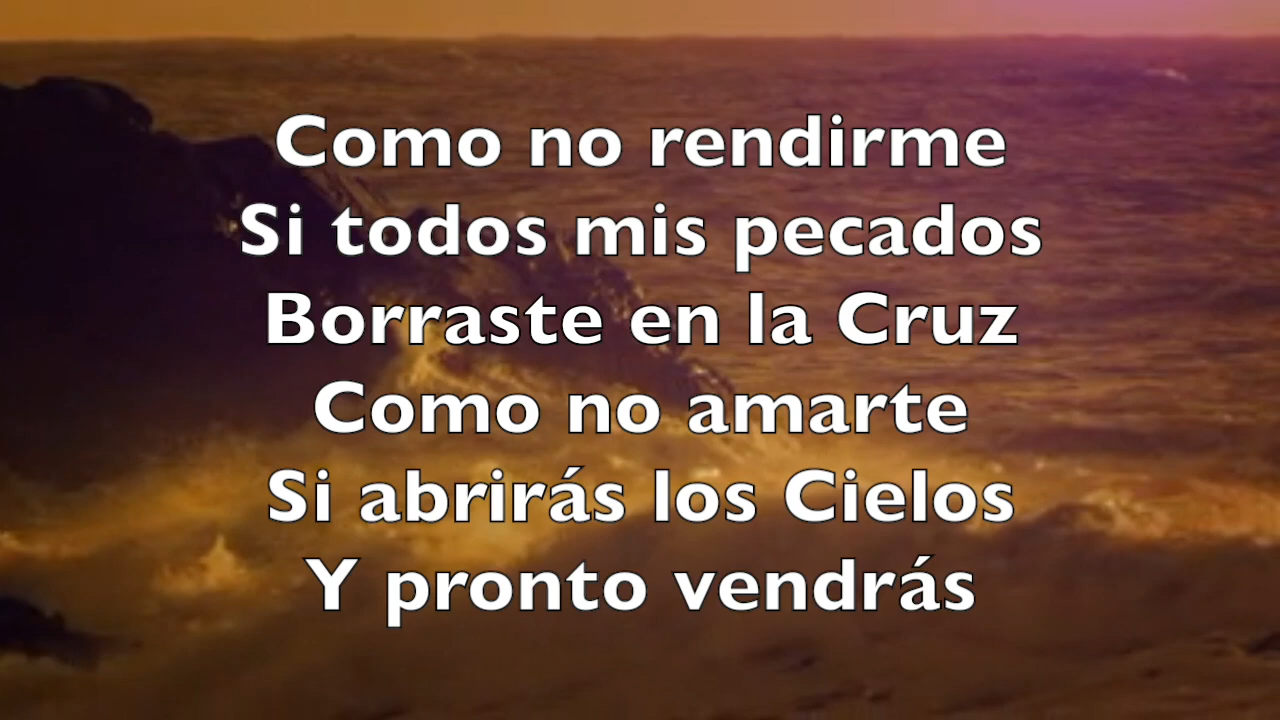 Como no rendirme
Si todos mis pecados
Borraste en la Cruz
Como no amarte
Si abrirás los Cielos
Y pronto vendrás